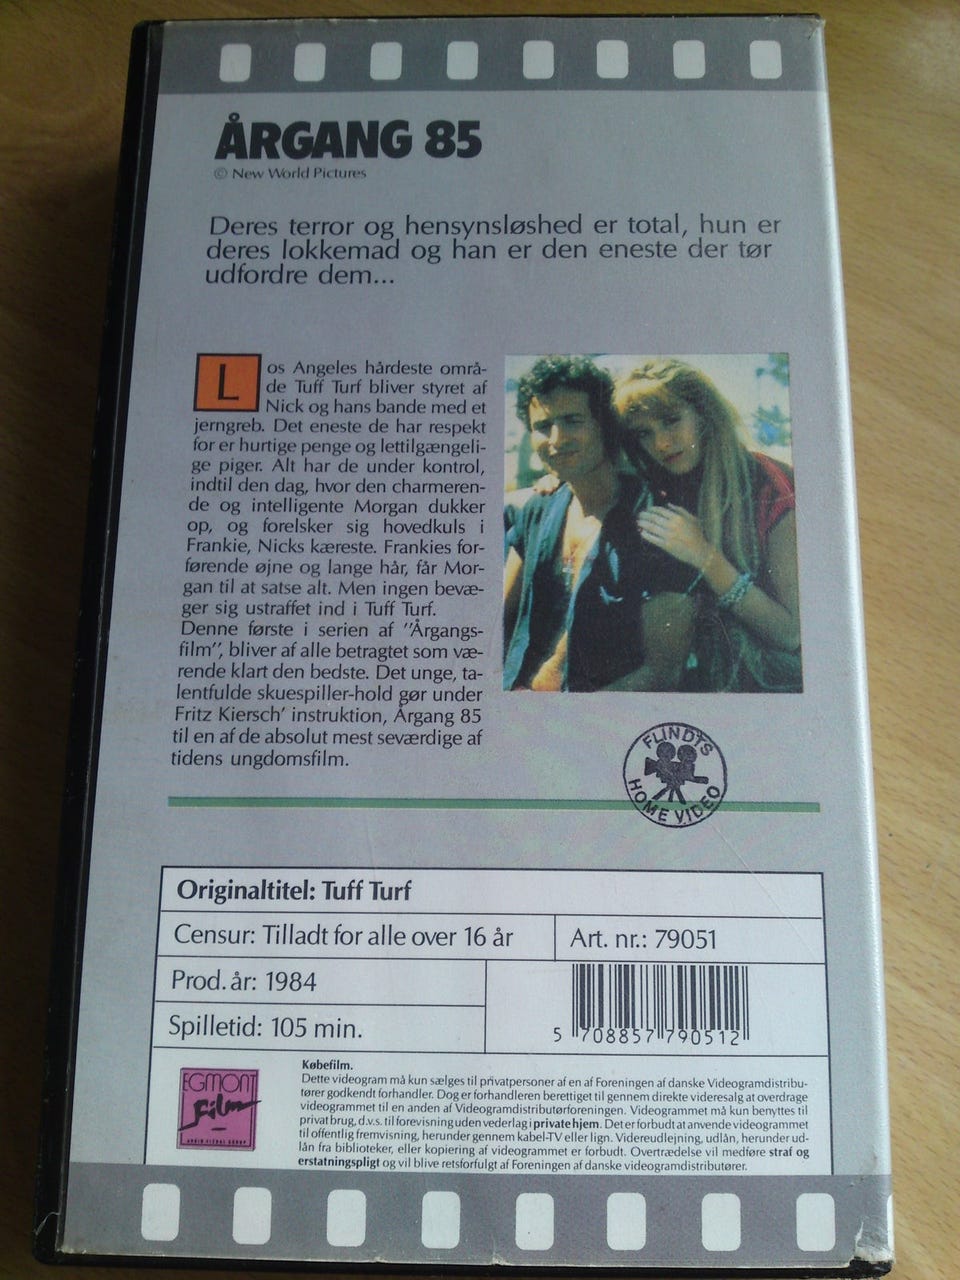 ÅRGANG 85
© New World Pictures
Deres terror og hensynsløshed er total, hun er
deres lokkemad og han er den eneste der tør
udfordre dem...
Los Angeles hårdeste områ-
de Tuff Turf bliver styret af
Nick og hans bande med et
jerngreb. Det eneste de har respekt
for er hurtige penge og lettilgængeli-
ge piger. Alt har de under kontrol,
indtil den dag, hvor den charmeren-
de og intelligente Morgan dukker
op, og forelsker sig hovedkuls i
Frankie, Nicks kæreste. Frankies for-
førende øjne og lange hår, får Mor-
gan til at satse alt. Men ingen bevæ-
ger sig ustraffet ind i Tuff Turf.
Denne første i serien af "Årgangs-
film", bliver af alle betragtet som væ-
rende klart den bedste. Det unge, ta-
lentfulde skuespiller-hold gør under
Fritz Kiersch' instruktion, Årgang 85
til en af de absolut mest seværdige af
tidens ungdomsfilm.
FLINDTS
HOME VIDEO
Originaltitel: Tuff Turf
Censur: Tilladt for alle over 16 år
Art. nr.: 79051
Prod. år: 1984
Spilletid: 105 min.
5 708857 790512
EGMONT
Film
Købefilm.
Dette videogram må kun sælges til privatpersoner af en af Foreningen af danske Videogramdistribu-
tører godkendt forhandler. Dog er forhandleren berettiget til gennem direkte videresalg at overdrage
videogrammet til en anden af Videogramdistributørforeningen. Videogrammet må kun benyttes til
privat brug, d.v.s. til forevisning uden vederlag i private hjem. Det er forbudt at anvende videogrammet
til offentlig fremvisning, herunder gennem kabel-TV eller lign. Videreudlejning, udlån, herunder ud-
lån fra biblioteker, eller kopiering af videogrammet er forbudt. Overtrædelse vil medføre straf og
erstatningspligt og vil blive retsforfulgt af Foreningen af danske videogramdistributører.